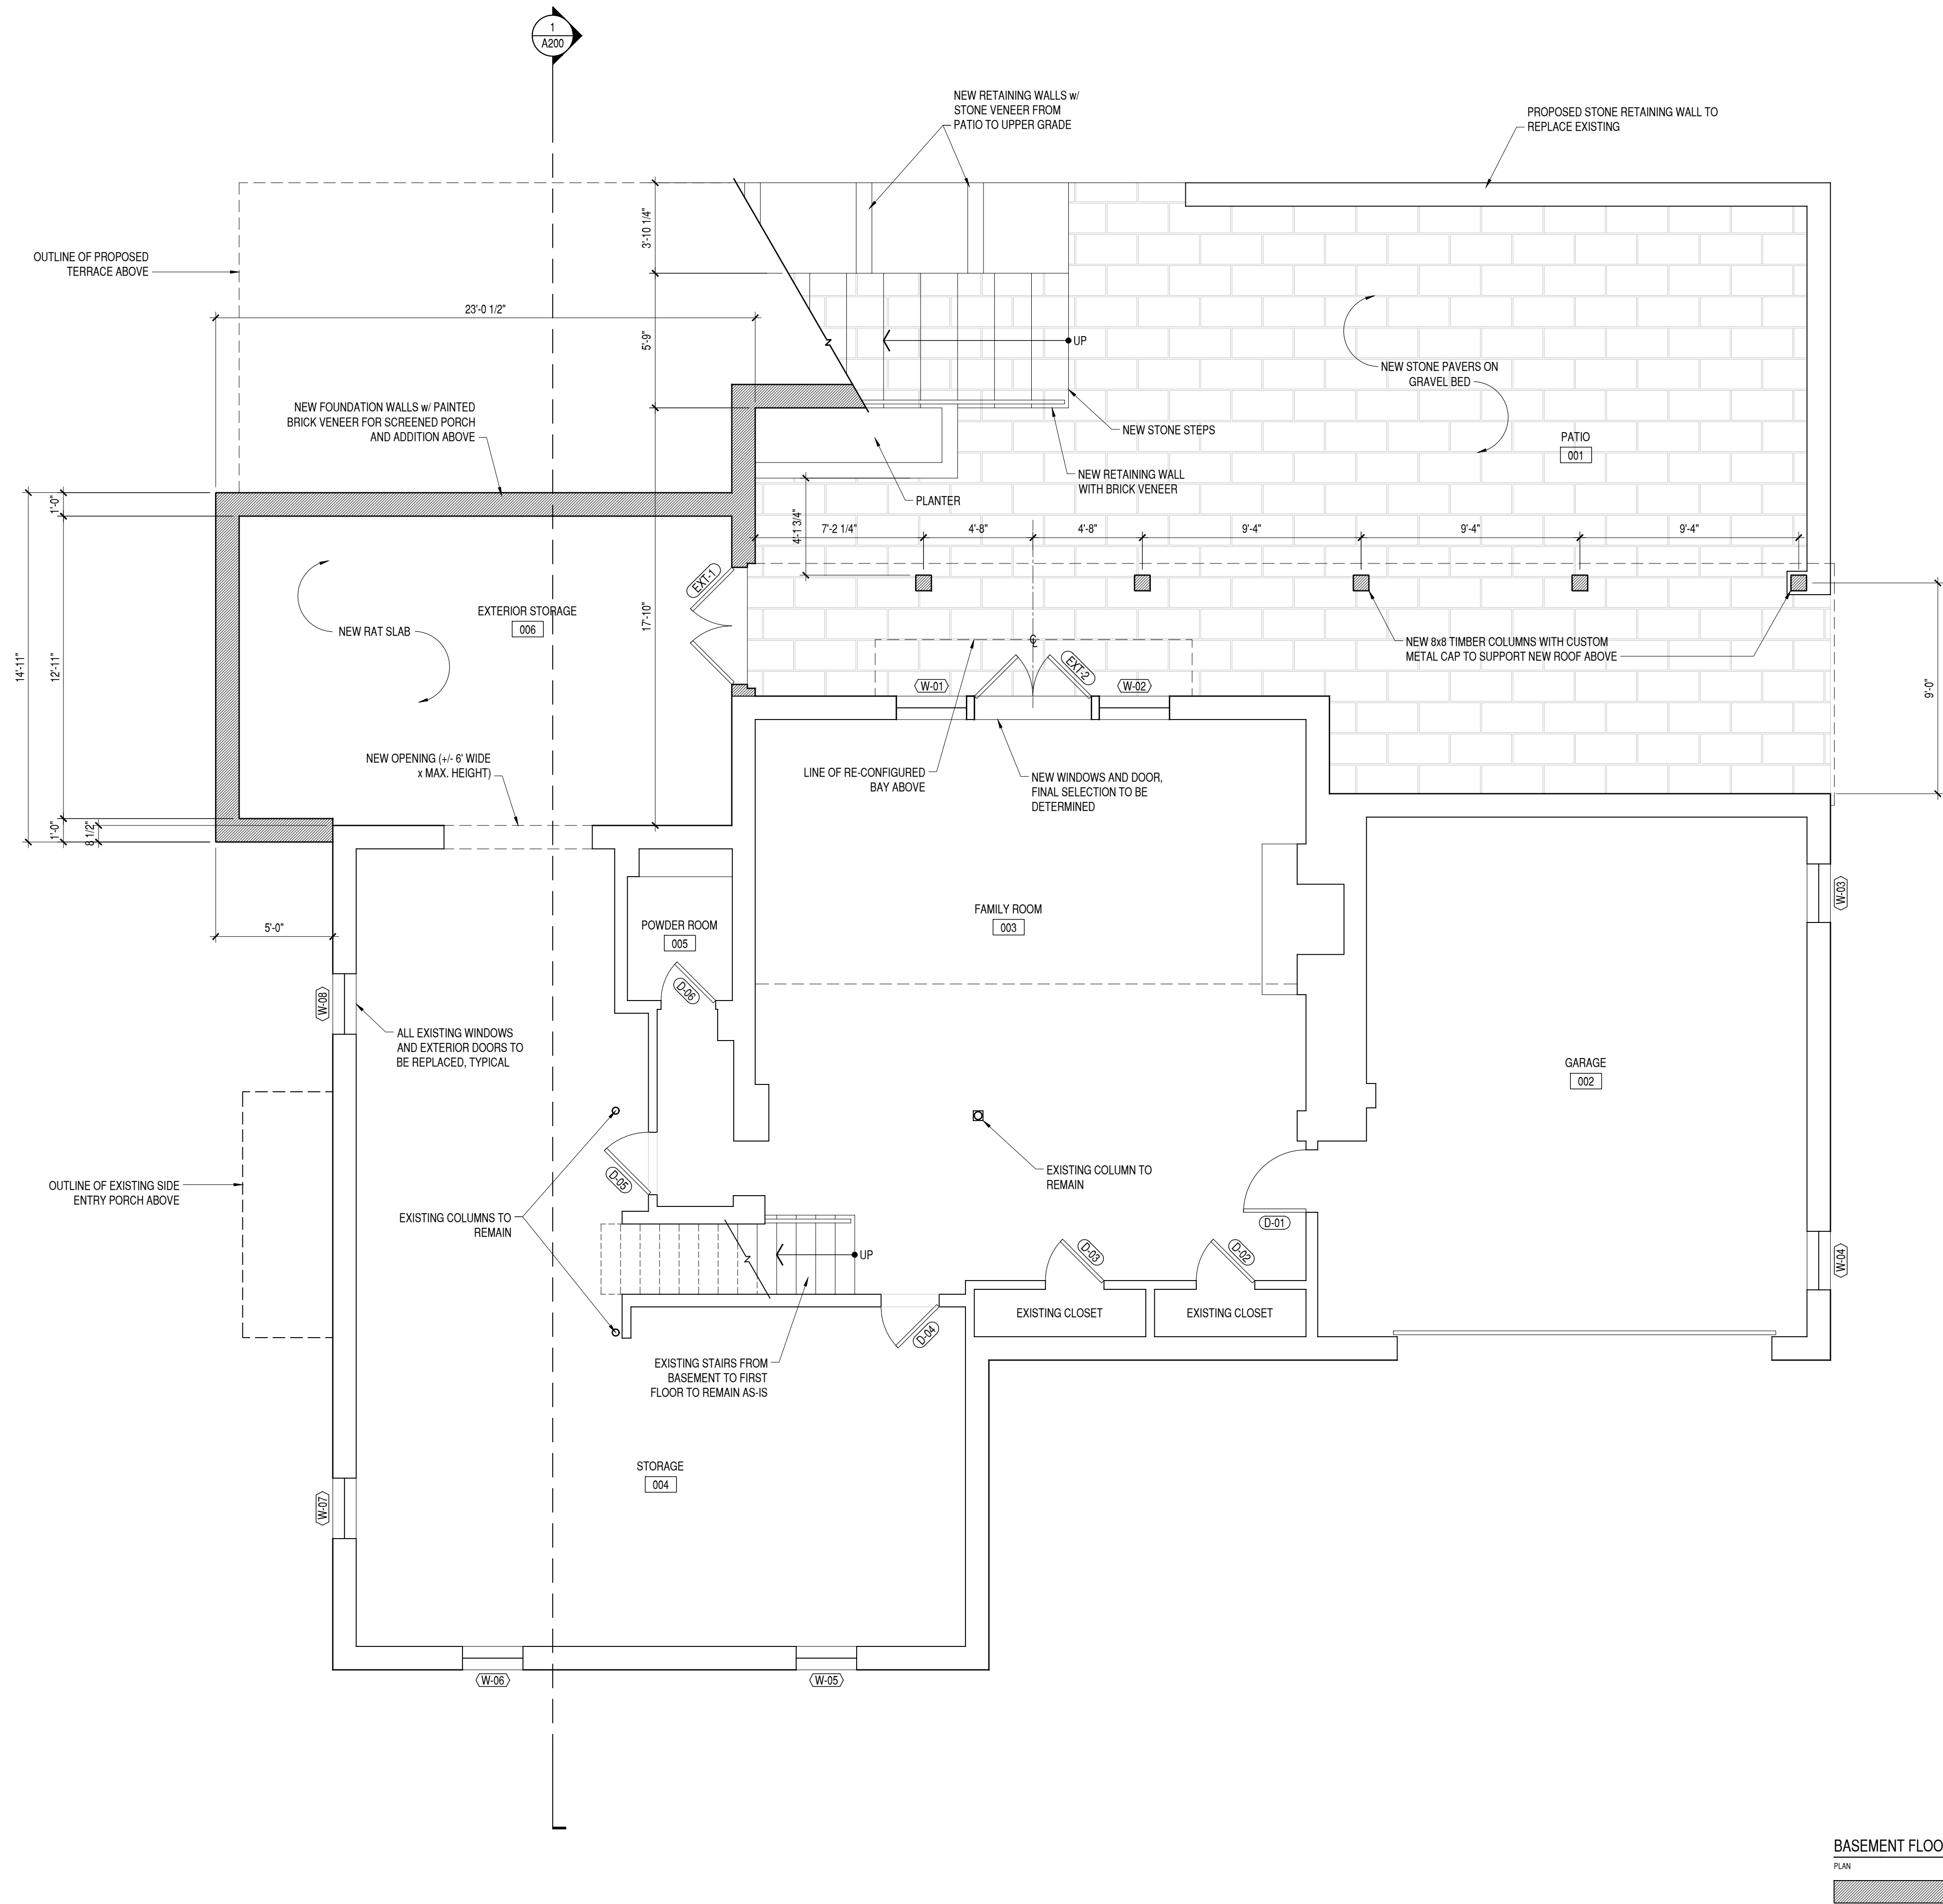 1
A200
NEW RETAINING WALLS w/
STONE VENEER FROM
PATIO TO UPPER GRADE
PROPOSED STONE RETAINING WALL TO
REPLACE EXISTING
OUTLINE OF PROPOSED
TERRACE ABOVE
3'-10 1/4"
23'-0 1/2"
5'-9"
UP
NEW STONE PAVERS ON
GRAVEL BED
NEW FOUNDATION WALLS w/ PAINTED
BRICK VENEER FOR SCREENED PORCH
AND ADDITION ABOVE
NEW STONE STEPS
PATIO
001
NEW RETAINING WALL
WITH BRICK VENEER
PLANTER
1'-0"
4'-1 3/4"
7'-2 1/4"
4'-8"
4'-8"
9'-4"
9'-4"
9'-4"
EXT-1
EXTERIOR STORAGE
006
17'-10"
NEW RAT SLAB
14'-11"
12'-11"
℄
NEW 8x8 TIMBER COLUMNS WITH CUSTOM
METAL CAP TO SUPPORT NEW ROOF ABOVE
EXT-2
W-01
W-02
9'-0"
NEW OPENING (+/- 6' WIDE
x MAX. HEIGHT)
LINE OF RE-CONFIGURED
BAY ABOVE
NEW WINDOWS AND DOOR,
FINAL SELECTION TO BE
DETERMINED
1'-0"
8 1/2"
W-03
5'-0"
POWDER ROOM
005
FAMILY ROOM
003
D-06
W-08
ALL EXISTING WINDOWS
AND EXTERIOR DOORS TO
BE REPLACED, TYPICAL
GARAGE
002
EXISTING COLUMN TO
REMAIN
D-05
OUTLINE OF EXISTING SIDE
ENTRY PORCH ABOVE
EXISTING COLUMNS TO
REMAIN
D-01
UP
D-03
D-02
W-04
EXISTING CLOSET
EXISTING CLOSET
D-04
EXISTING STAIRS FROM
BASEMENT TO FIRST
FLOOR TO REMAIN AS-IS
STORAGE
004
W-07
W-06
W-05
BASEMENT FLOO
PLAN